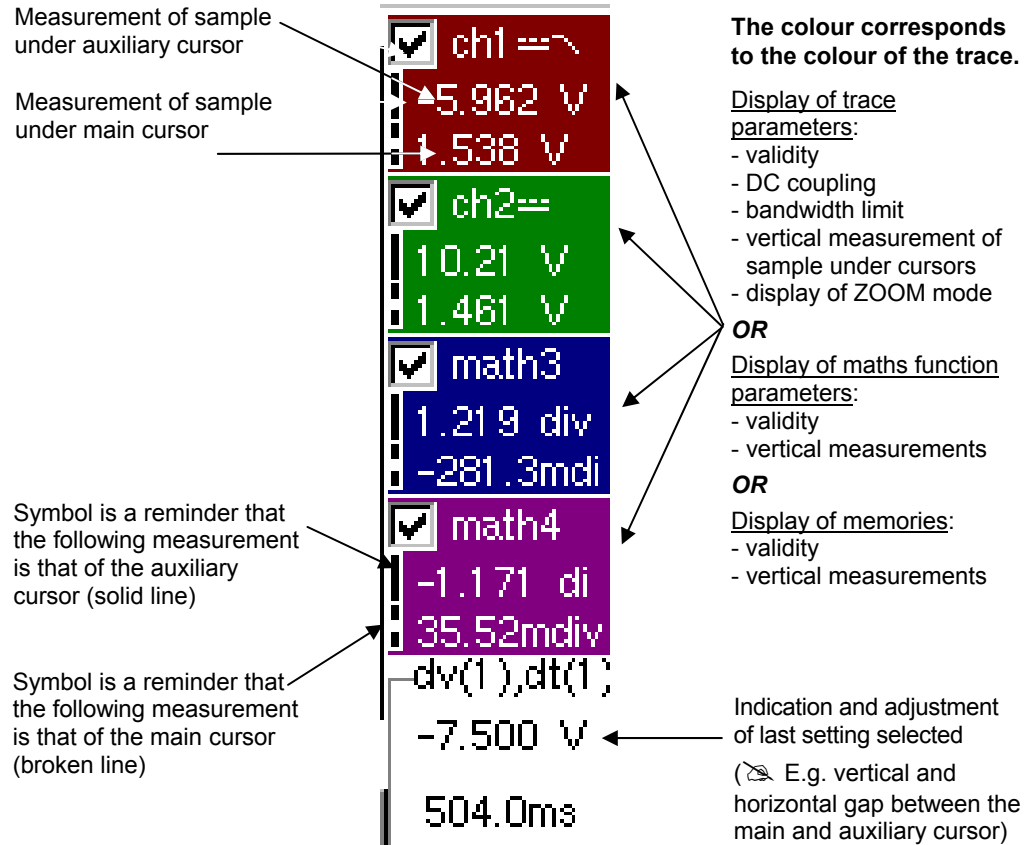 Measurement of sample
under auxiliary cursor
Measurement of sample
under main cursor
Symbol is a reminder that
the following measurement
is that of the auxiliary
cursor (solid line)
Symbol is a reminder that
the following measurement
is that of the main cursor
(broken line)
ch1
-5.962 V
1.538 V
ch2
10.21 V
1.461 V
math3
1.219 div
-281.3mdi
math4
-1.171 di
35.52mdiv
dv(1),dt(1)
-7.500 V
504.0ms
The colour corresponds
to the colour of the trace.
Display of trace
parameters:
- validity
- DC coupling
- bandwidth limit
- vertical measurement of
sample under cursors
- display of ZOOM mode
OR
Display of maths function
parameters:
- validity
- vertical measurements
OR
Display of memories:
- validity
- vertical measurements
Indication and adjustment
of last setting selected
(✎ E.g. vertical and
horizontal gap between the
main and auxiliary cursor)